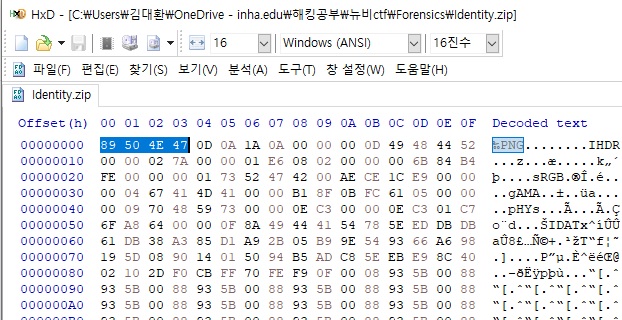 HxD - [C:₩Users₩김대환₩OneDrive - inha.edu₩해킹공부₩뉴비ctf₩Forensics₩Identity.zip]
16 Windows (ANSI) 16진수
파일(F) 편집(E) 찾기(S) 보기(V) 분석(A) 도구(T) 창 설정(W) 도움말(H)
Identity.zip
Offset(h) 00 01 02 03 04 05 06 07 08 09 0A 0B 0C 0D 0E 0F Decoded text
00000000 89 50 4E 47 0D 0A 1A 0A 00 00 00 0D 49 48 44 52 ‰PNG........IHDR
00000010 00 00 02 7A 00 00 01 E6 08 02 00 00 00 6B 84 B4 ...z...æ.....k„´
00000020 FE 00 00 00 01 73 52 47 42 00 AE CE 1C E9 00 00 þ....sRGB.®Î.é..
00000030 00 04 67 41 4D 41 00 00 B1 8F 0B FC 61 05 00 00 ..gAMA..±..üa...
00000040 00 09 70 48 59 73 00 00 0E C3 00 00 0E C3 01 C7 ..pHYs...Ã...Ã.Ç
00000050 6F A8 64 00 00 0F 8A 49 44 41 54 78 5E ED DB DB o¨d...ŠIDATx^íÛÛ
00000060 61 DB 38 A3 85 D1 A9 2B 05 B9 9E 54 93 66 A6 98 aÛ8£…Ñ©+.¹žT“f¦˜
00000070 19 5D 08 90 14 01 50 94 B5 AD C8 5E EB E9 8C 40 .]....P”µ.È^ëéŒ@
00000080 02 10 2D F0 CB FF 70 FE F9 F0 00 08 93 5B 00 88 ..-ðËÿpþùð..“[.ˆ
00000090 93 5B 00 88 93 5B 00 88 93 5B 00 88 93 5B 00 88 “[.ˆ“[.ˆ“[.ˆ“[.ˆ
000000A0 93 5B 00 88 93 5B 00 88 93 5B 00 88 93 5B 00 88 “[.ˆ“[.ˆ“[.ˆ“[.ˆ